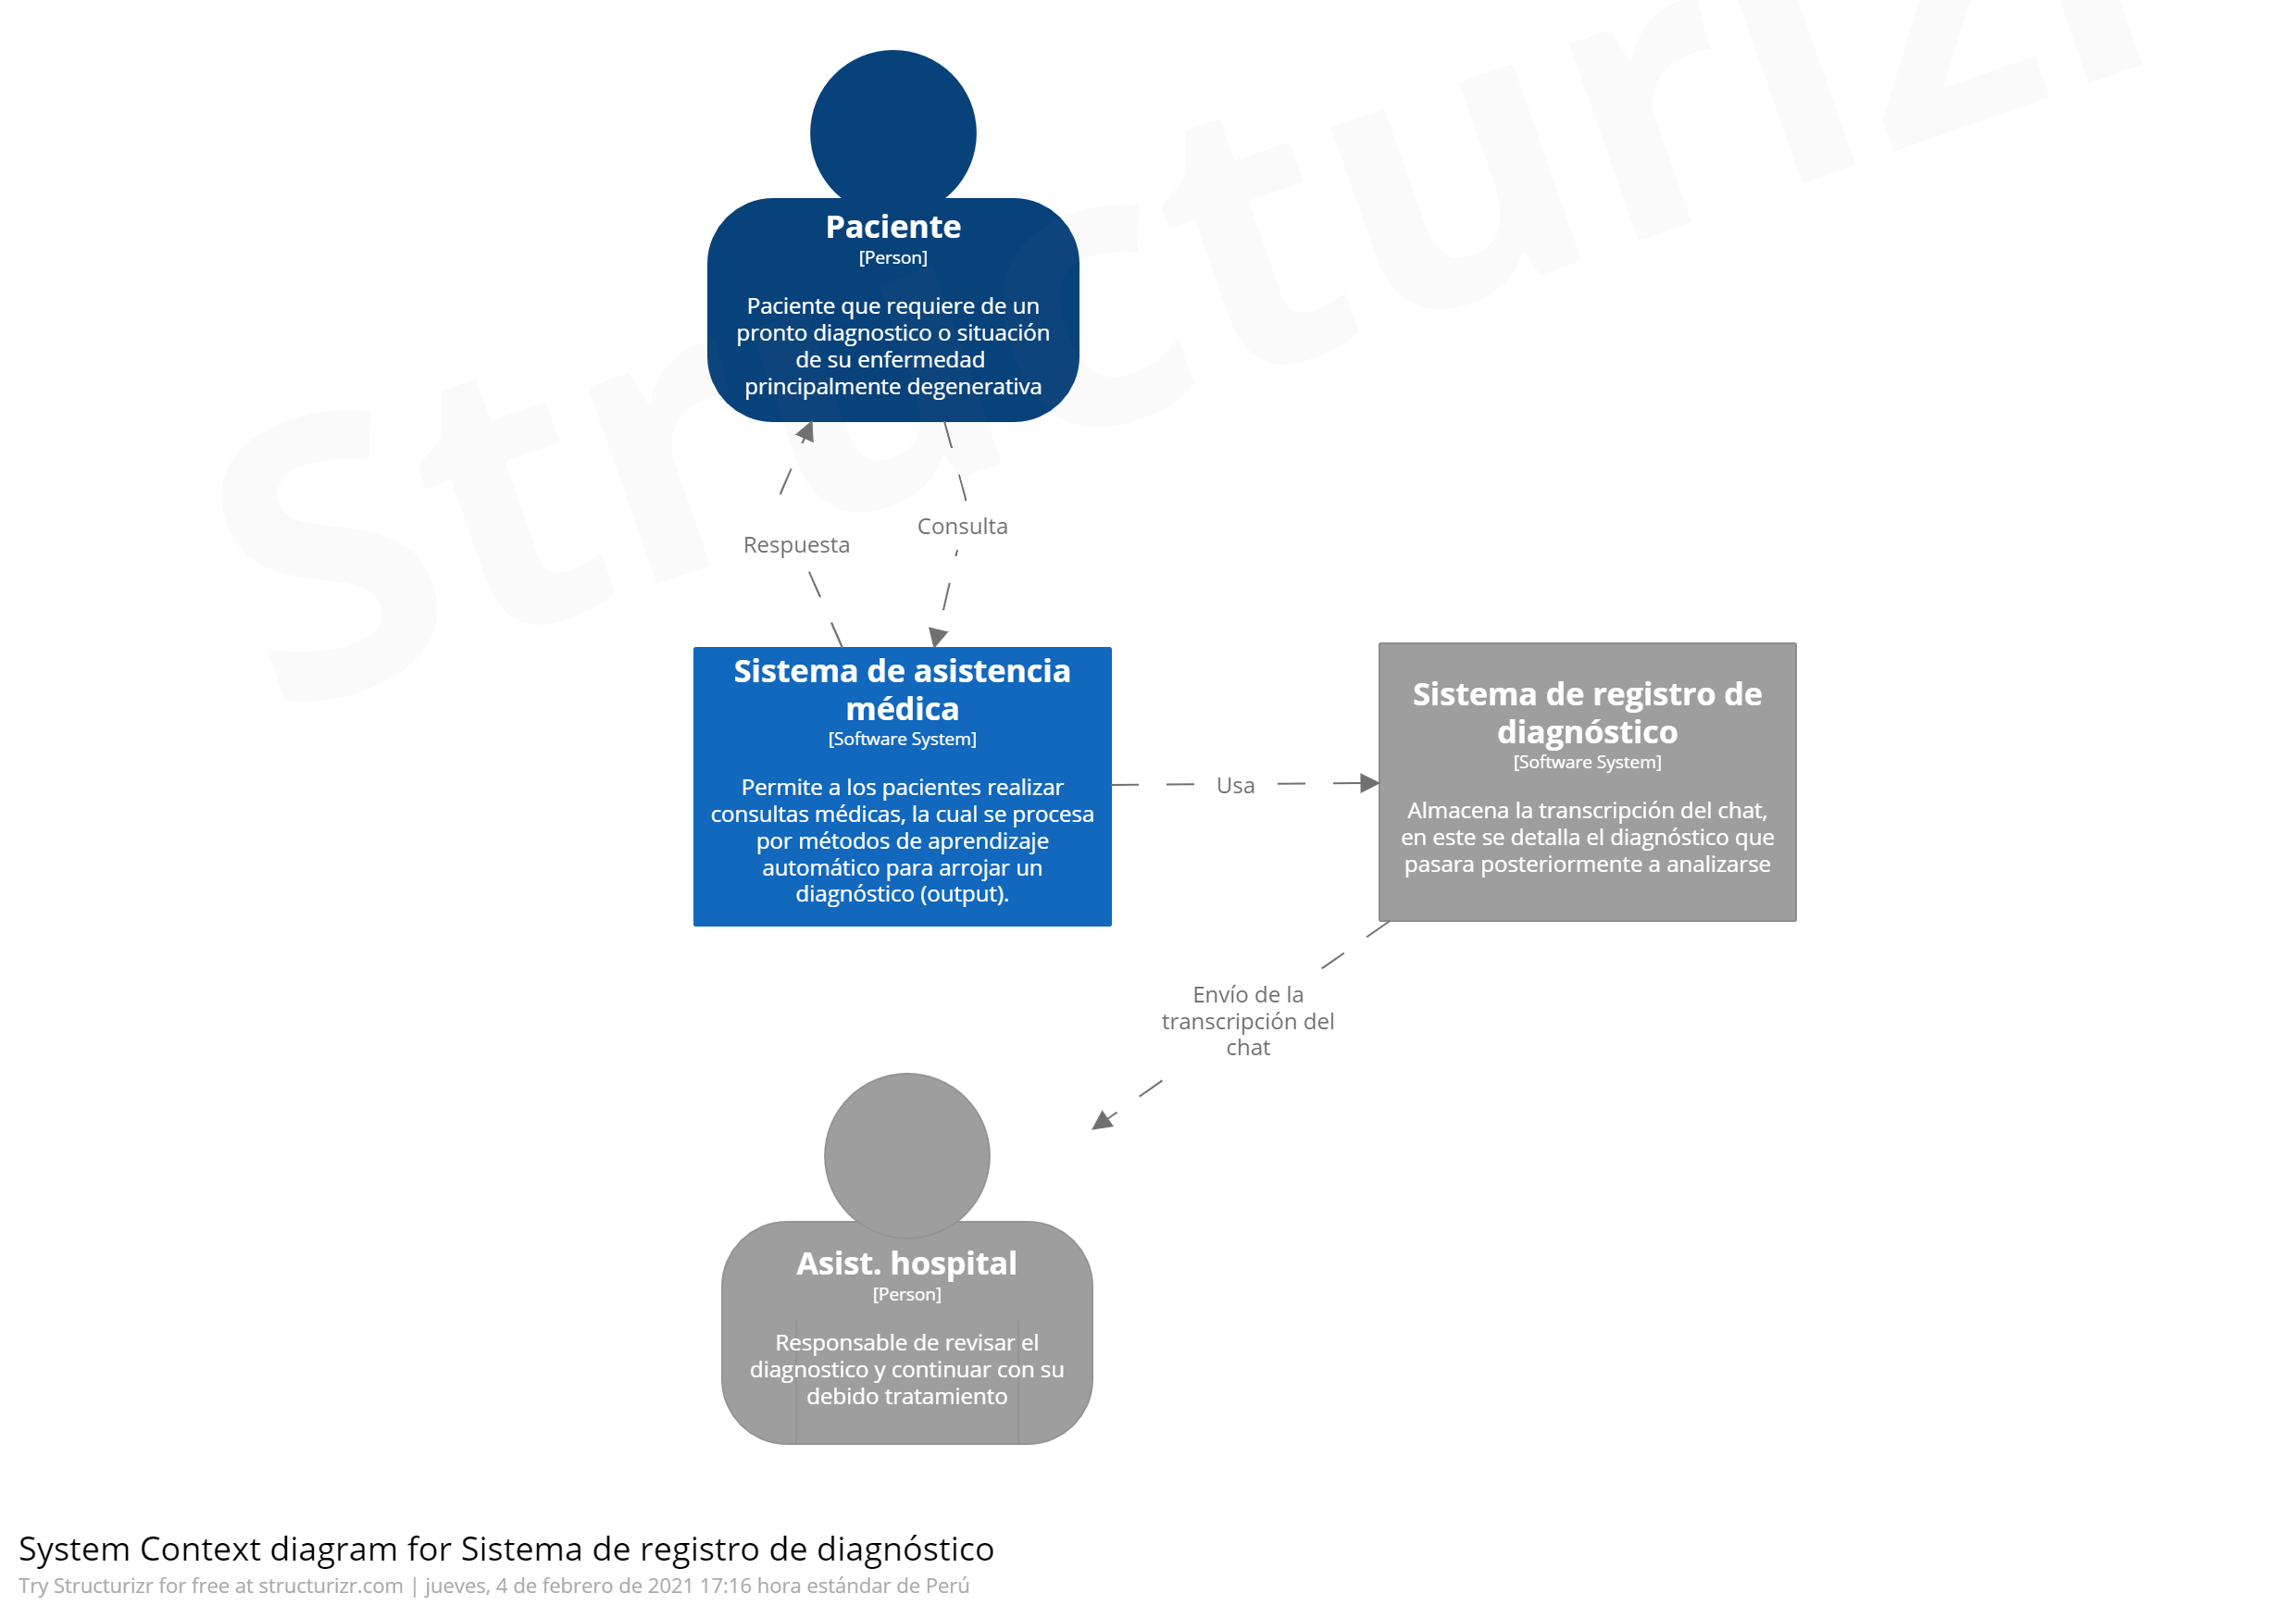 Paciente
[Person]
Paciente que requiere de un
pronto diagnostico o situación
de su enfermedad
principalmente degenerativa
Respuesta
Consulta
Sistema de asistencia
médica
[Software System]
Permite a los pacientes realizar
consultas médicas, la cual se procesa
por métodos de aprendizaje
automático para arrojar un
diagnóstico (output).
Usa
Sistema de registro de
diagnóstico
[Software System]
Almacena la transcripción del chat,
en este se detalla el diagnóstico que
pasara posteriormente a analizarse
Envío de la
transcripción del
chat
Asist. hospital
[Person]
Responsable de revisar el
diagnostico y continuar con su
debido tratamiento
System Context diagram for Sistema de registro de diagnóstico
Try Structurizr for free at structurizr.com | jueves, 4 de febrero de 2021 17:16 hora estándar de Perú
Structurizr